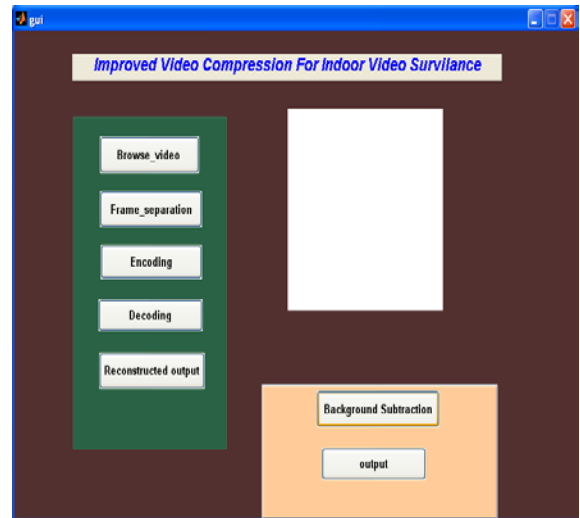 gui
Improved Video Compression For Indoor Video Survilance
Browse_video
Frame_separation
Encoding
Decoding
Reconstructed output
Background Subtraction
output